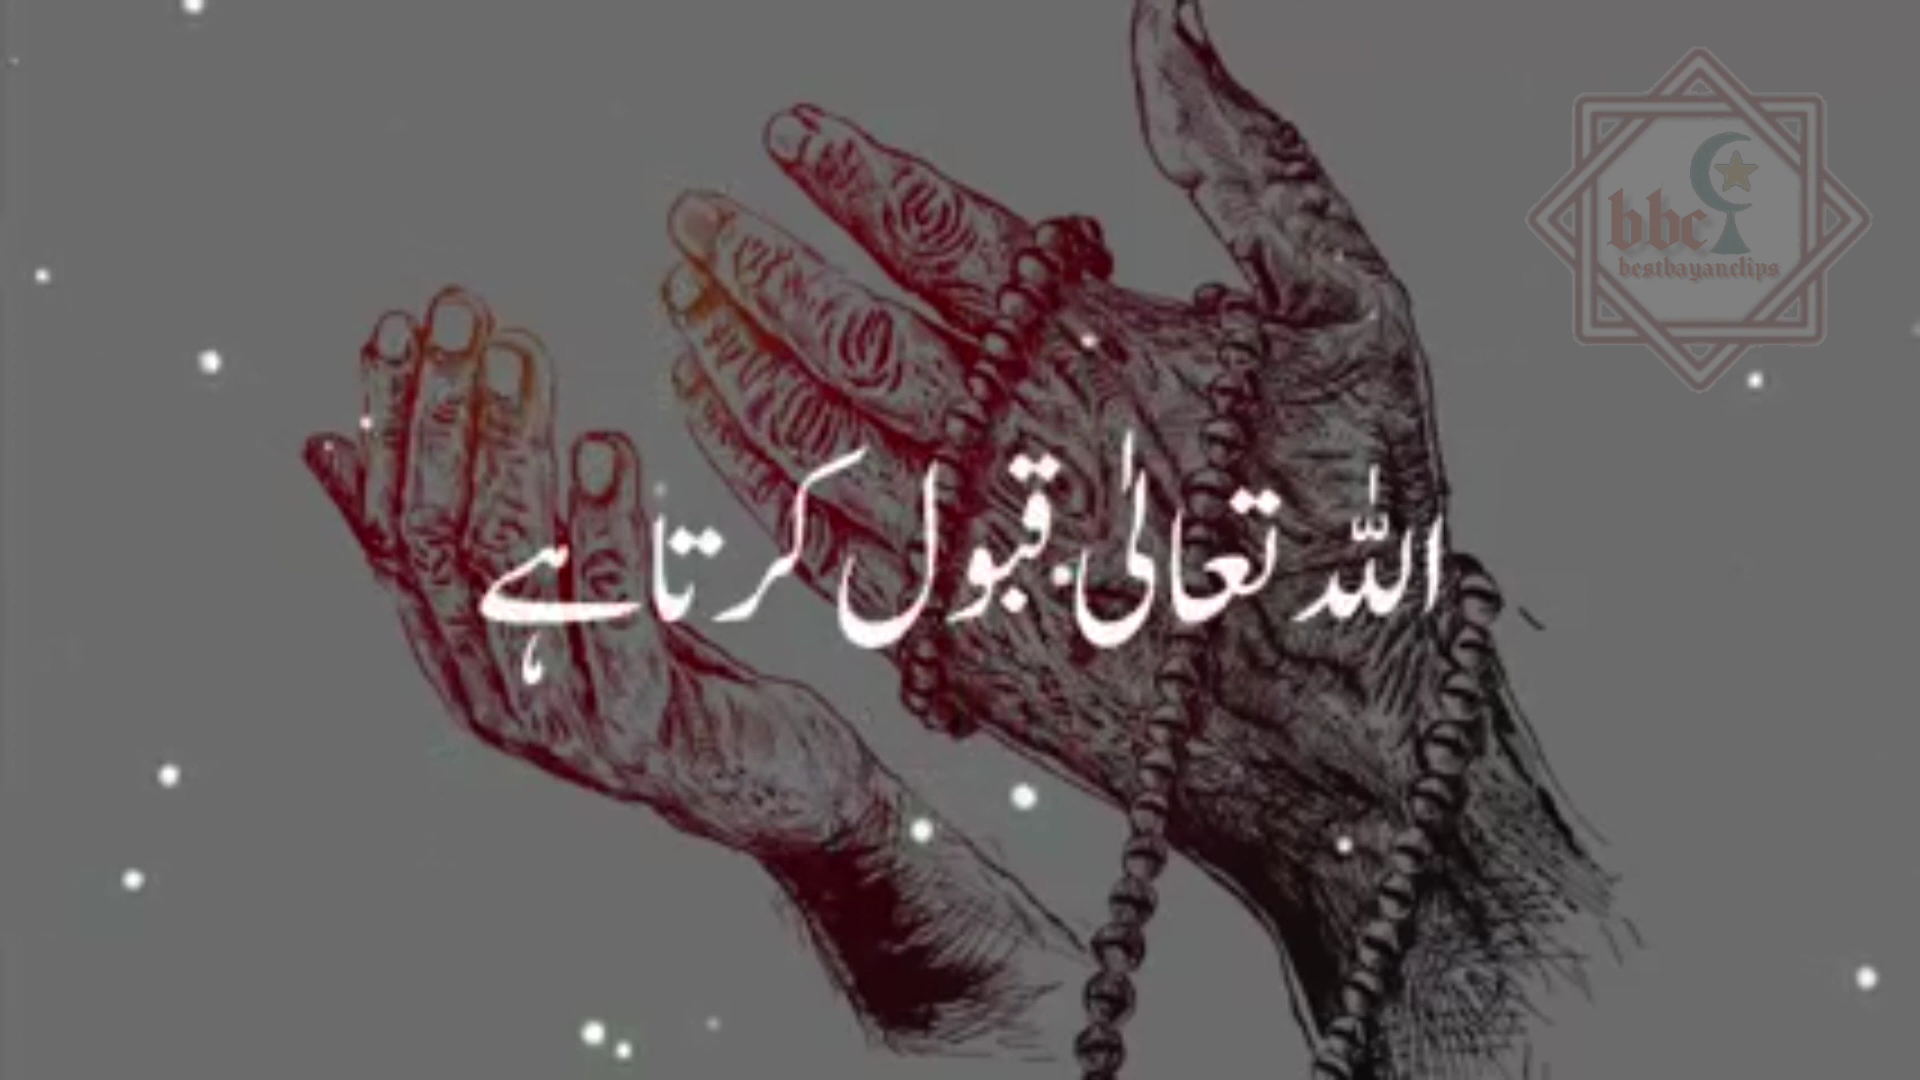 bbc
bestbayanclips
اللہ تعالیٰ قبول کرتا ہے